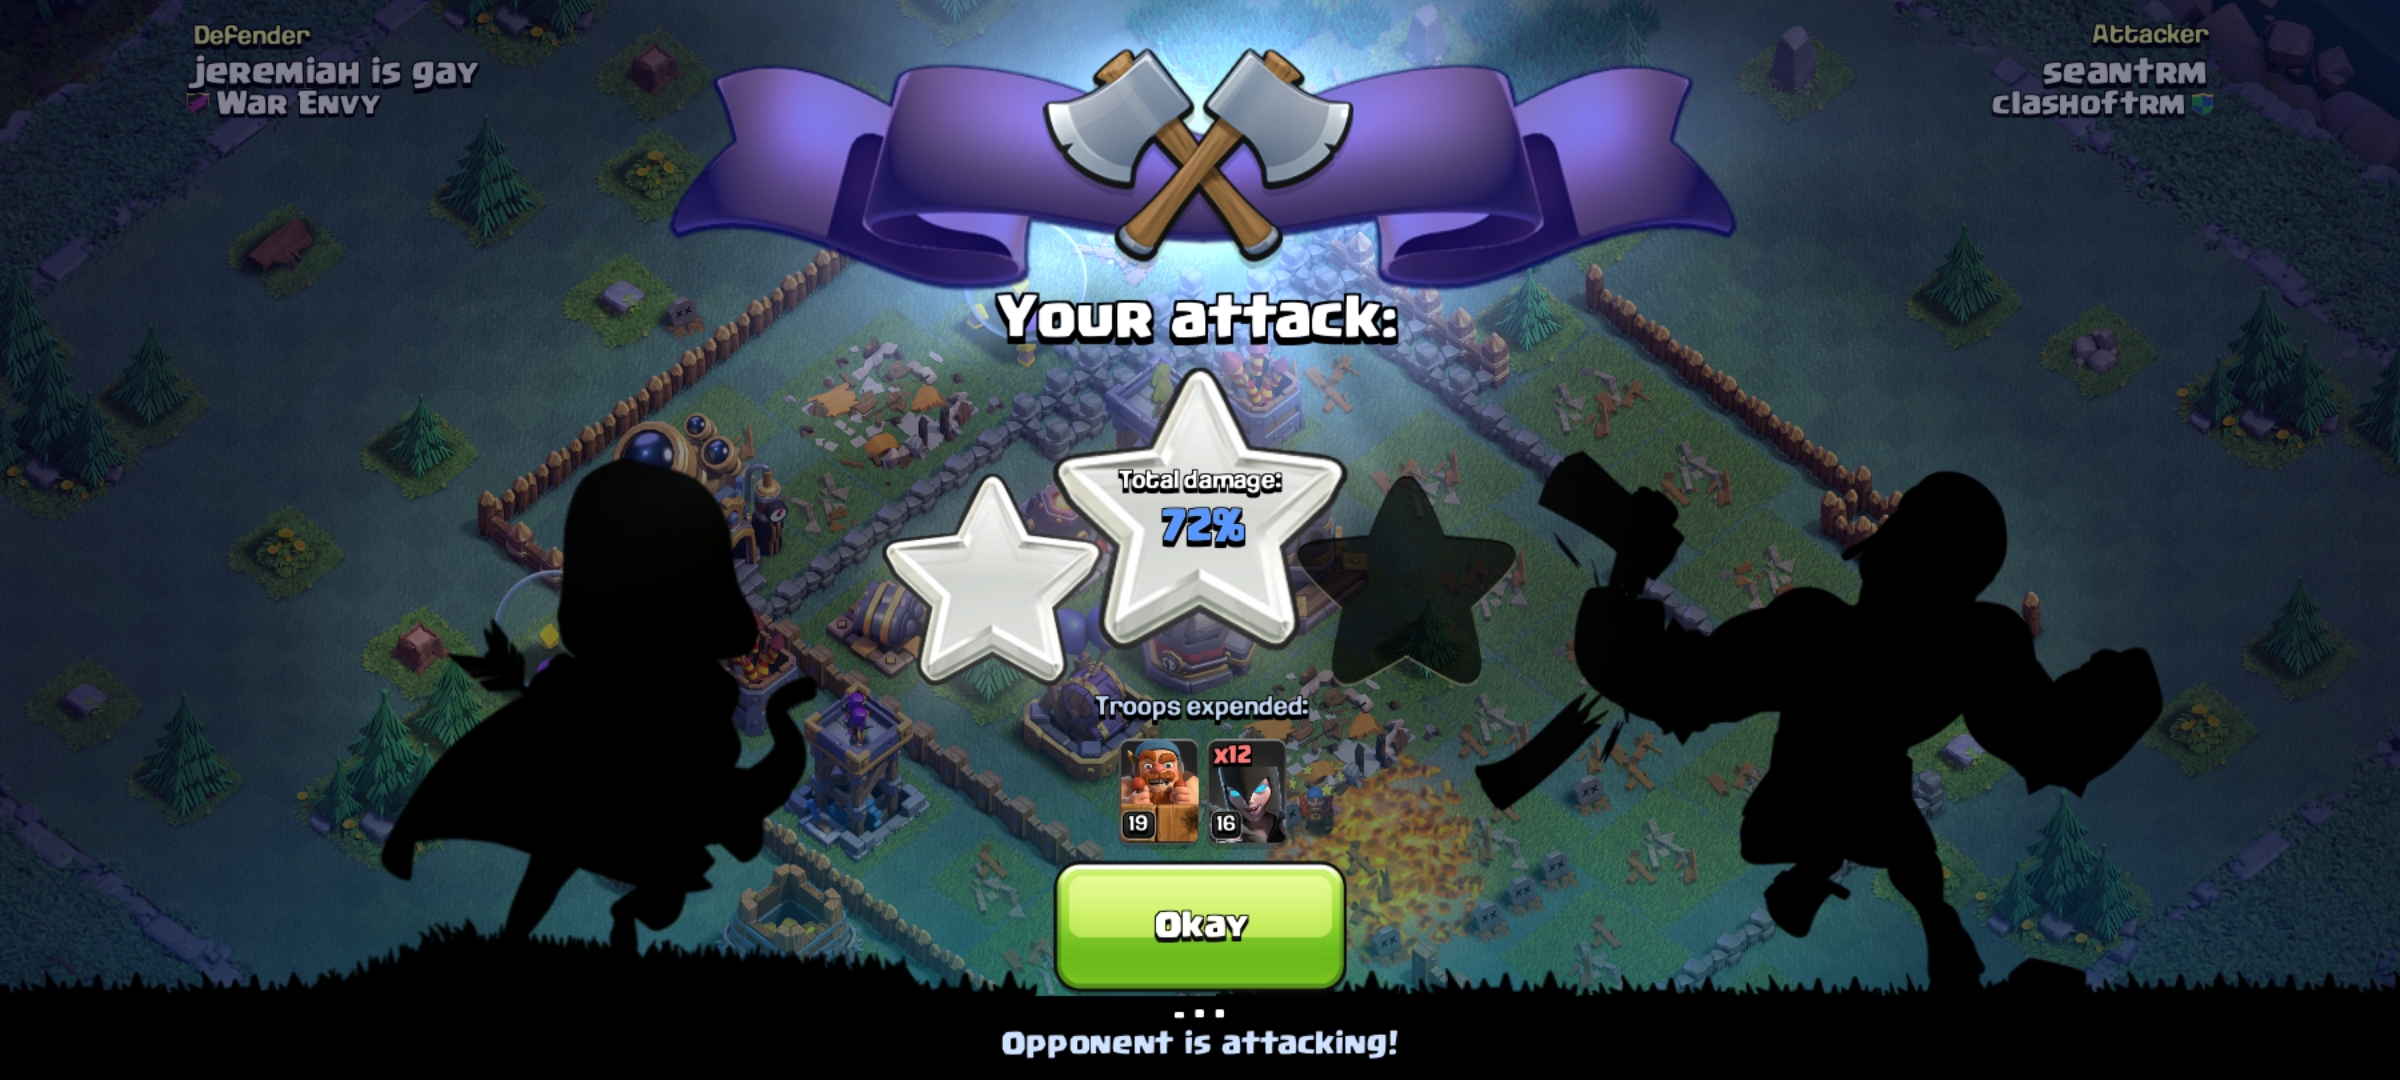 Defender
jeremiah is gay
War Envy
Attacker
seantrm
clashoftrm
Your attack:
Total damage:
72%
Troops expended:
x12
19
16
Okay
...
Opponent is attacking!